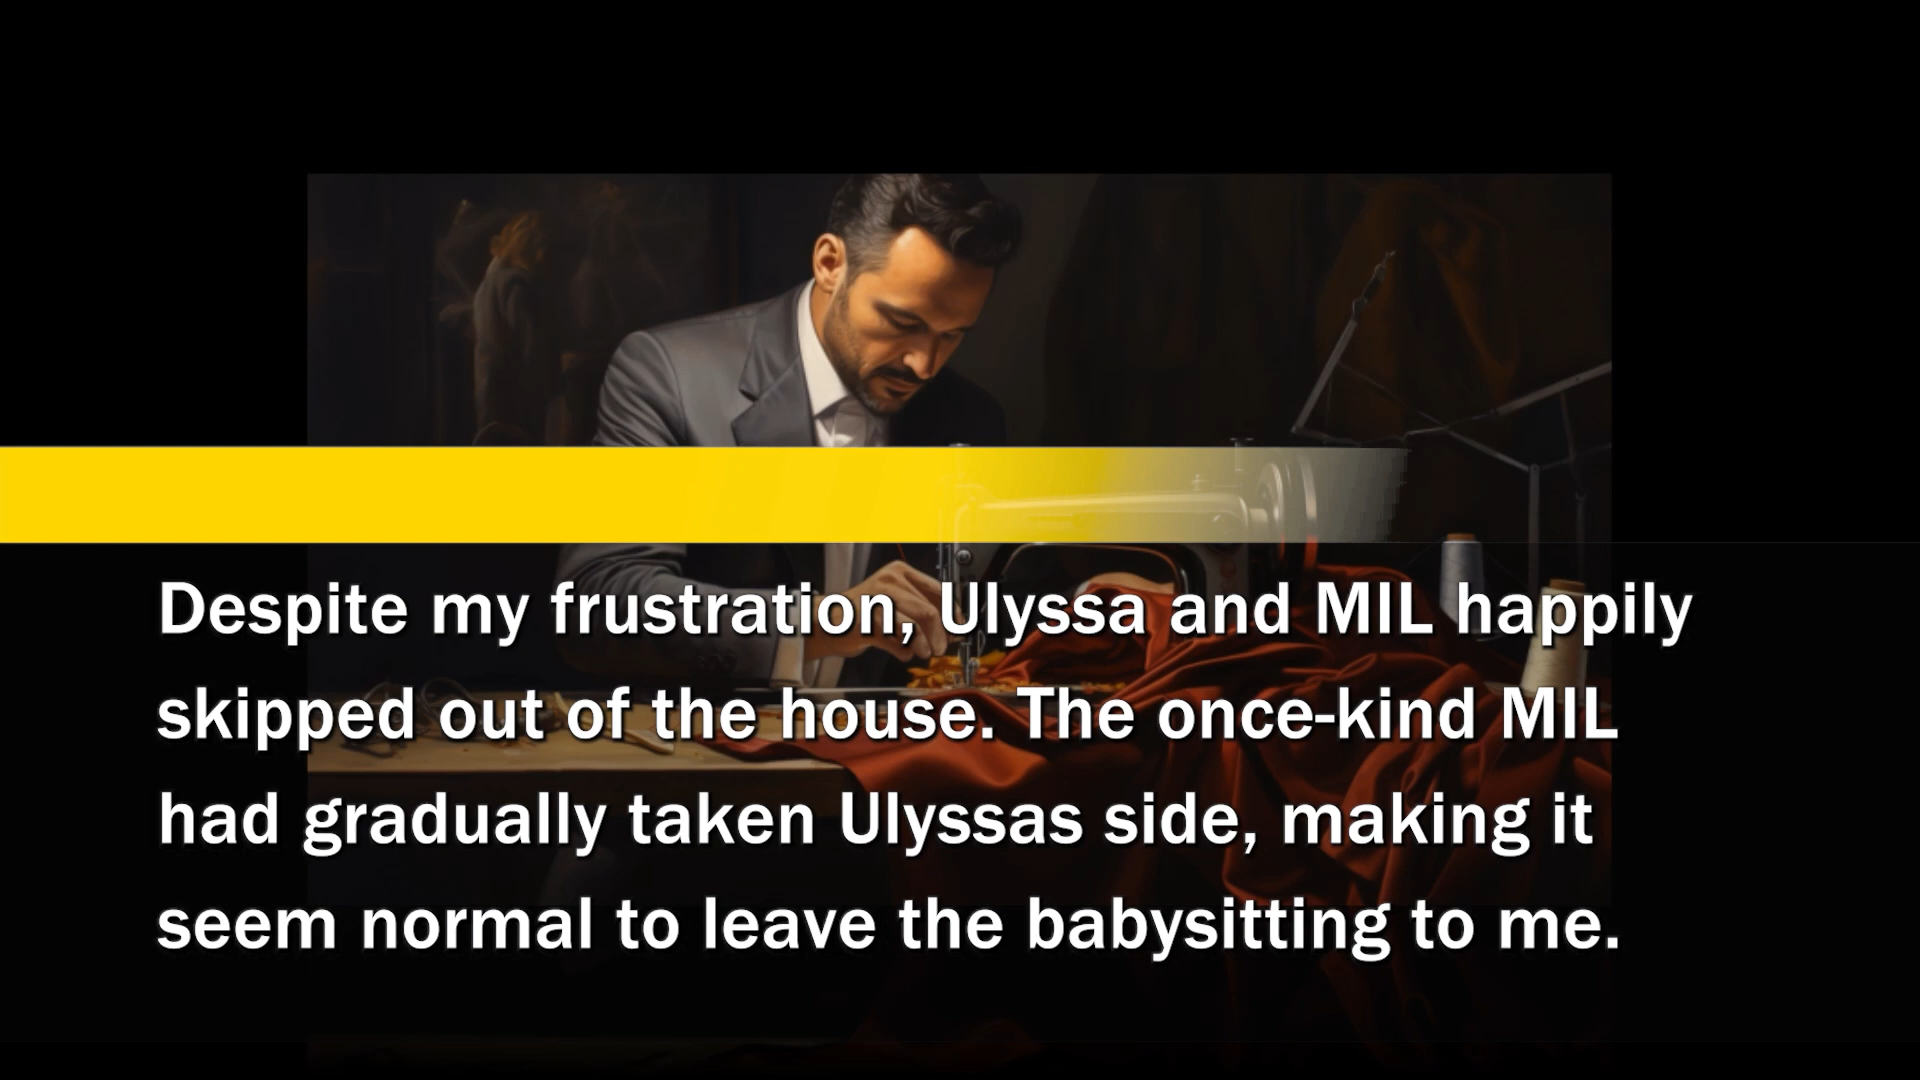 Despite my frustration, Ulyssa and MIL happily
skipped out of the house. The once-kind MIL
had gradually taken Ulyssas side, making it
seem normal to leave the babysitting to me.